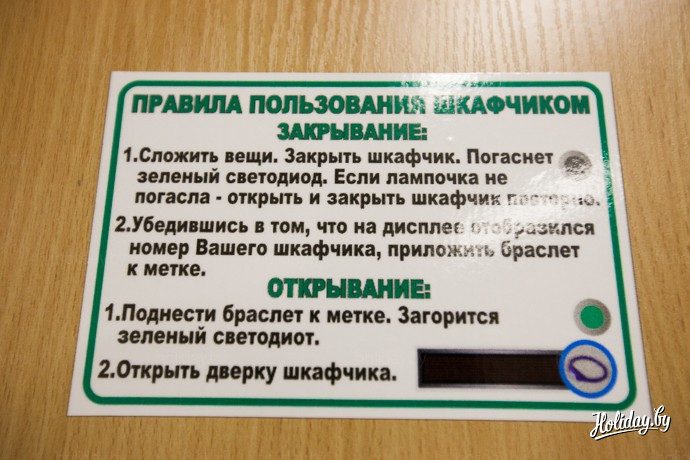 ПРАВИЛА ПОЛЬЗОВАНИЯ ШКАФЧИКОМ
ЗАКРЫВАНИЕ:
1.Сложить вещи. Закрыть шкафчик. Погаснет
зеленый светодиод. Если лампочка не
погасла - открыть и закрыть шкафчик повторно.
2.Убедившись в том, что на дисплее отобразился
номер Вашего шкафчика, приложить браслет
к метке.
ОТКРЫВАНИЕ:
1.Поднести браслет к метке. Загорится
зеленый светодиот.
2.Открыть дверку шкафчика.
Holiday.by